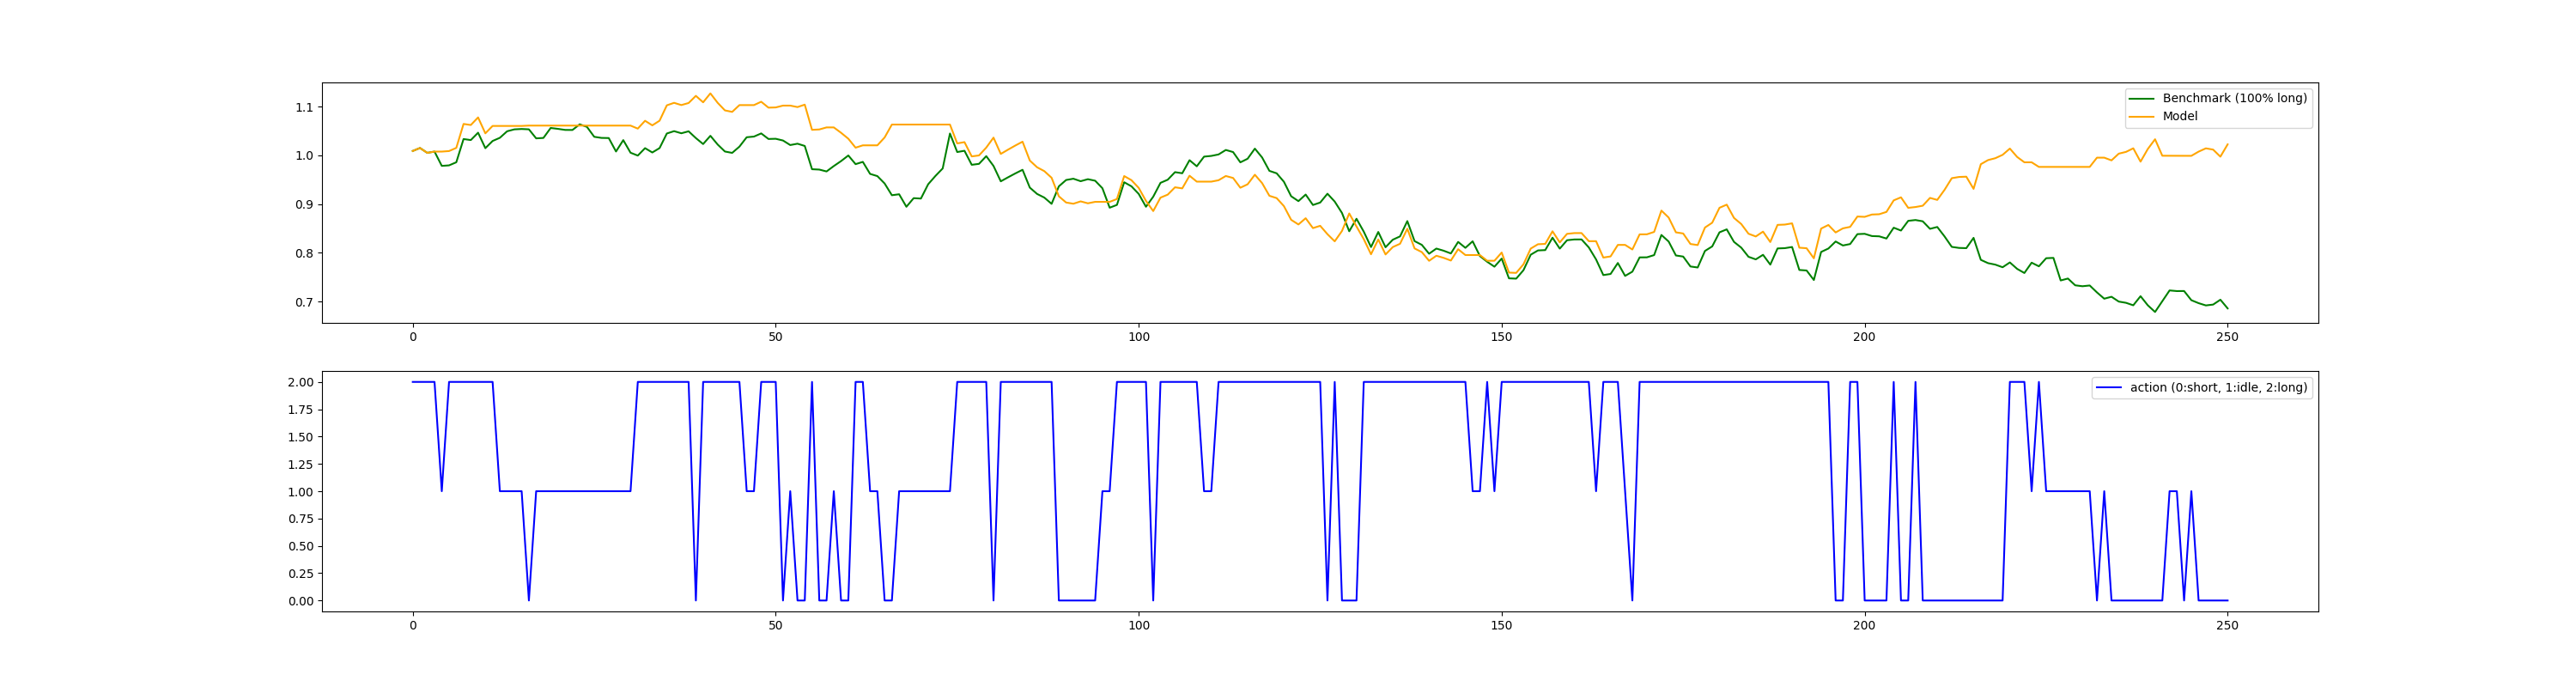 1.1
1.0
0.9
0.8
0.7
Benchmark (100% long)
Model
0 50 100 150 200 250
2.00
1.75
1.50
1.25
1.00
0.75
0.50
0.25
0.00
action (0:short, 1:idle, 2:long)
0 50 100 150 200 250